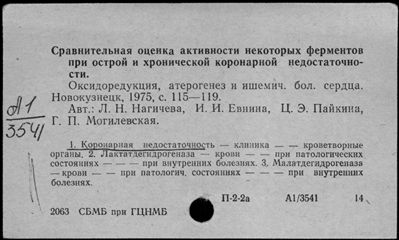 Сравнительная оценка активности некоторых ферментов
при острой и хронической коронарной недостаточно-
сти.
Оксидоредукция, атерогенез и ишемич. бол. сердца.
Новокузнецк, 1975, с. 115—119.
Авт.: Л. Н. Нагичева, И. И. Евнина, Ц. Э. Пайкина,
Г. П. Могилевская.
А1
3541
1. Коронарная недостаточность — клиника — — кроветворные
органы. 2. Лактатдегидрогеназа — крови — — при патологических
состояниях — — — при внутренних болезнях. 3. Малатдегидрогеназа
— крови — — при патологич. состояниях — — — при внутренних
болезнях.
П-2-2а А1/3541 14
2063 СБМБ при ГЦНМБ